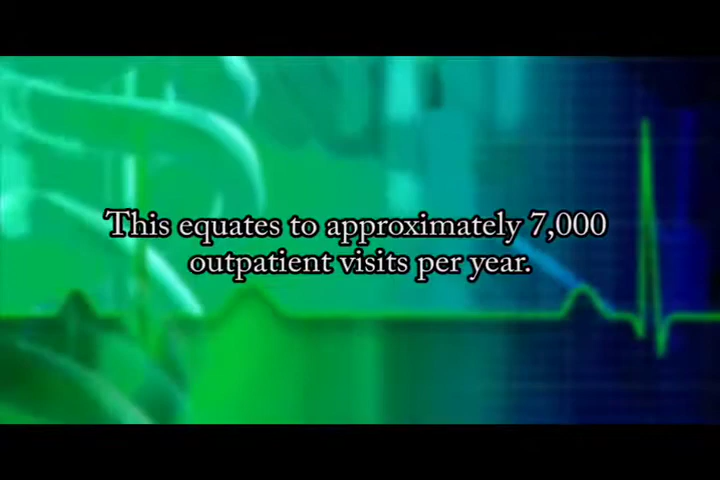 This equates to approximately 7,000
outpatient visits per year.